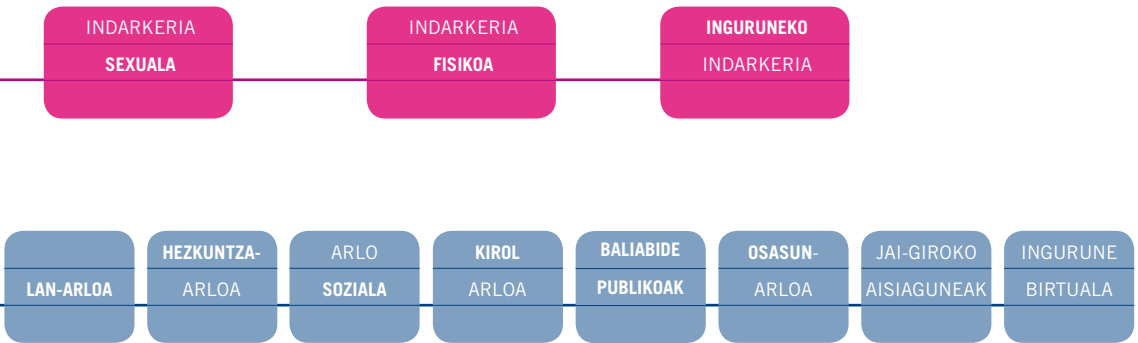 INDARKERIA
SEXUALA
INDARKERIA
FISIKOA
INGURUNEKO
INDARKERIA
LAN-ARLOA
HEZKUNTZA-
ARLOA
ARLO
SOZIALA
KIROL
ARLOA
BALIABIDE
PUBLIKOAK
OSASUN-
ARLOA
JAI-GIROKO
AISIAGUNEAK
INGURUNE
BIRTUALA